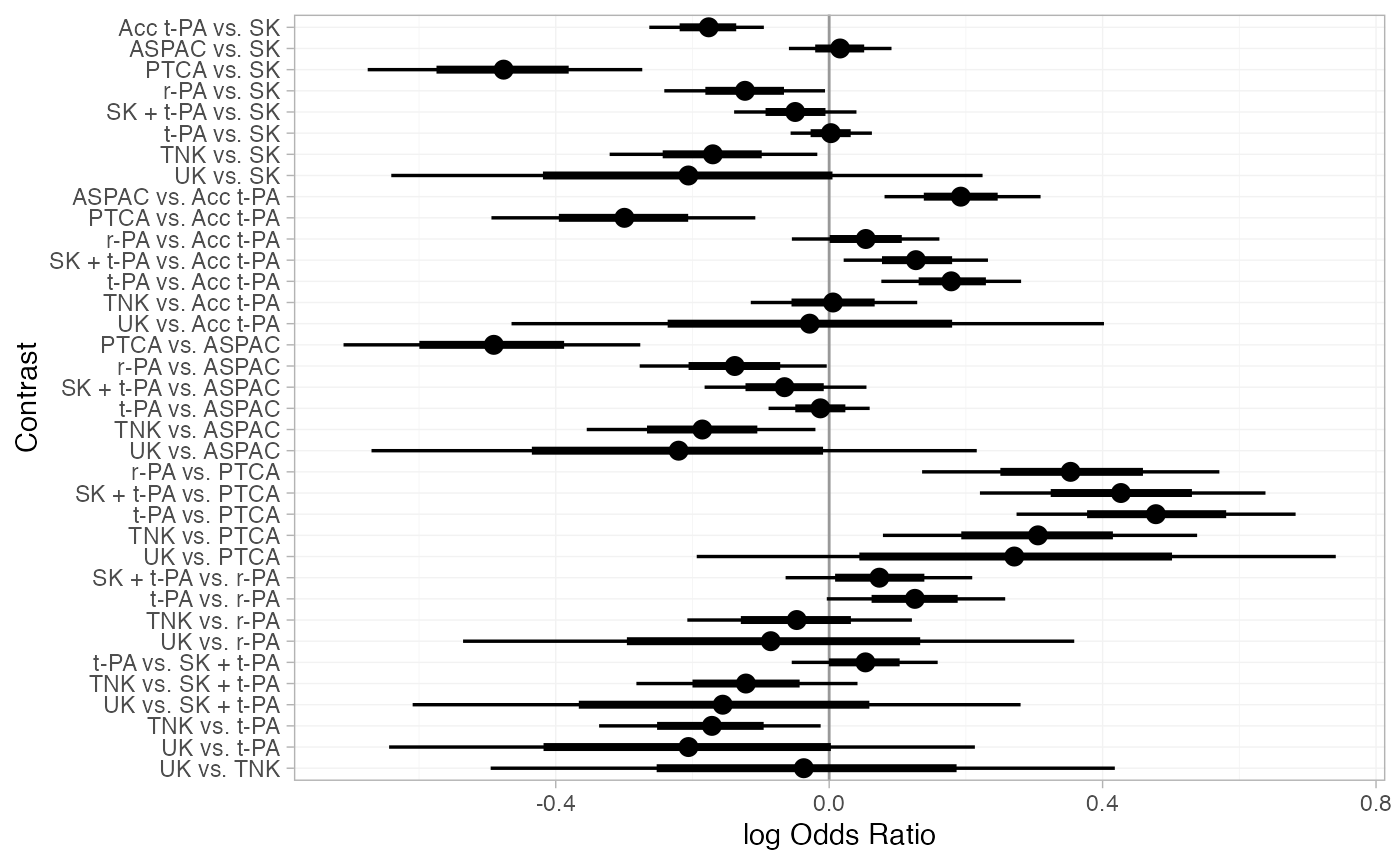 Acc t-PA vs. SK
ASPAC vs. SK
PTCA vs. SK
r-PA vs. SK
SK + t-PA vs. SK
t-PA vs. SK
TNK vs. SK
UK vs. SK
ASPAC vs. Acc t-PA
PTCA vs. Acc t-PA
r-PA vs. Acc t-PA
SK + t-PA vs. Acc t-PA
t-PA vs. Acc t-PA
TNK vs. Acc t-PA
UK vs. Acc t-PA
PTCA vs. ASPAC
r-PA vs. ASPAC
SK + t-PA vs. ASPAC
t-PA vs. ASPAC
TNK vs. ASPAC
UK vs. ASPAC
r-PA vs. PTCA
SK + t-PA vs. PTCA
t-PA vs. PTCA
TNK vs. PTCA
UK vs. PTCA
SK + t-PA vs. r-PA
t-PA vs. r-PA
TNK vs. r-PA
UK vs. r-PA
t-PA vs. SK + t-PA
TNK vs. SK + t-PA
UK vs. SK + t-PA
TNK vs. t-PA
UK vs. t-PA
UK vs. TNK
Contrast
-0.4 0.0 0.4 0.8
log Odds Ratio